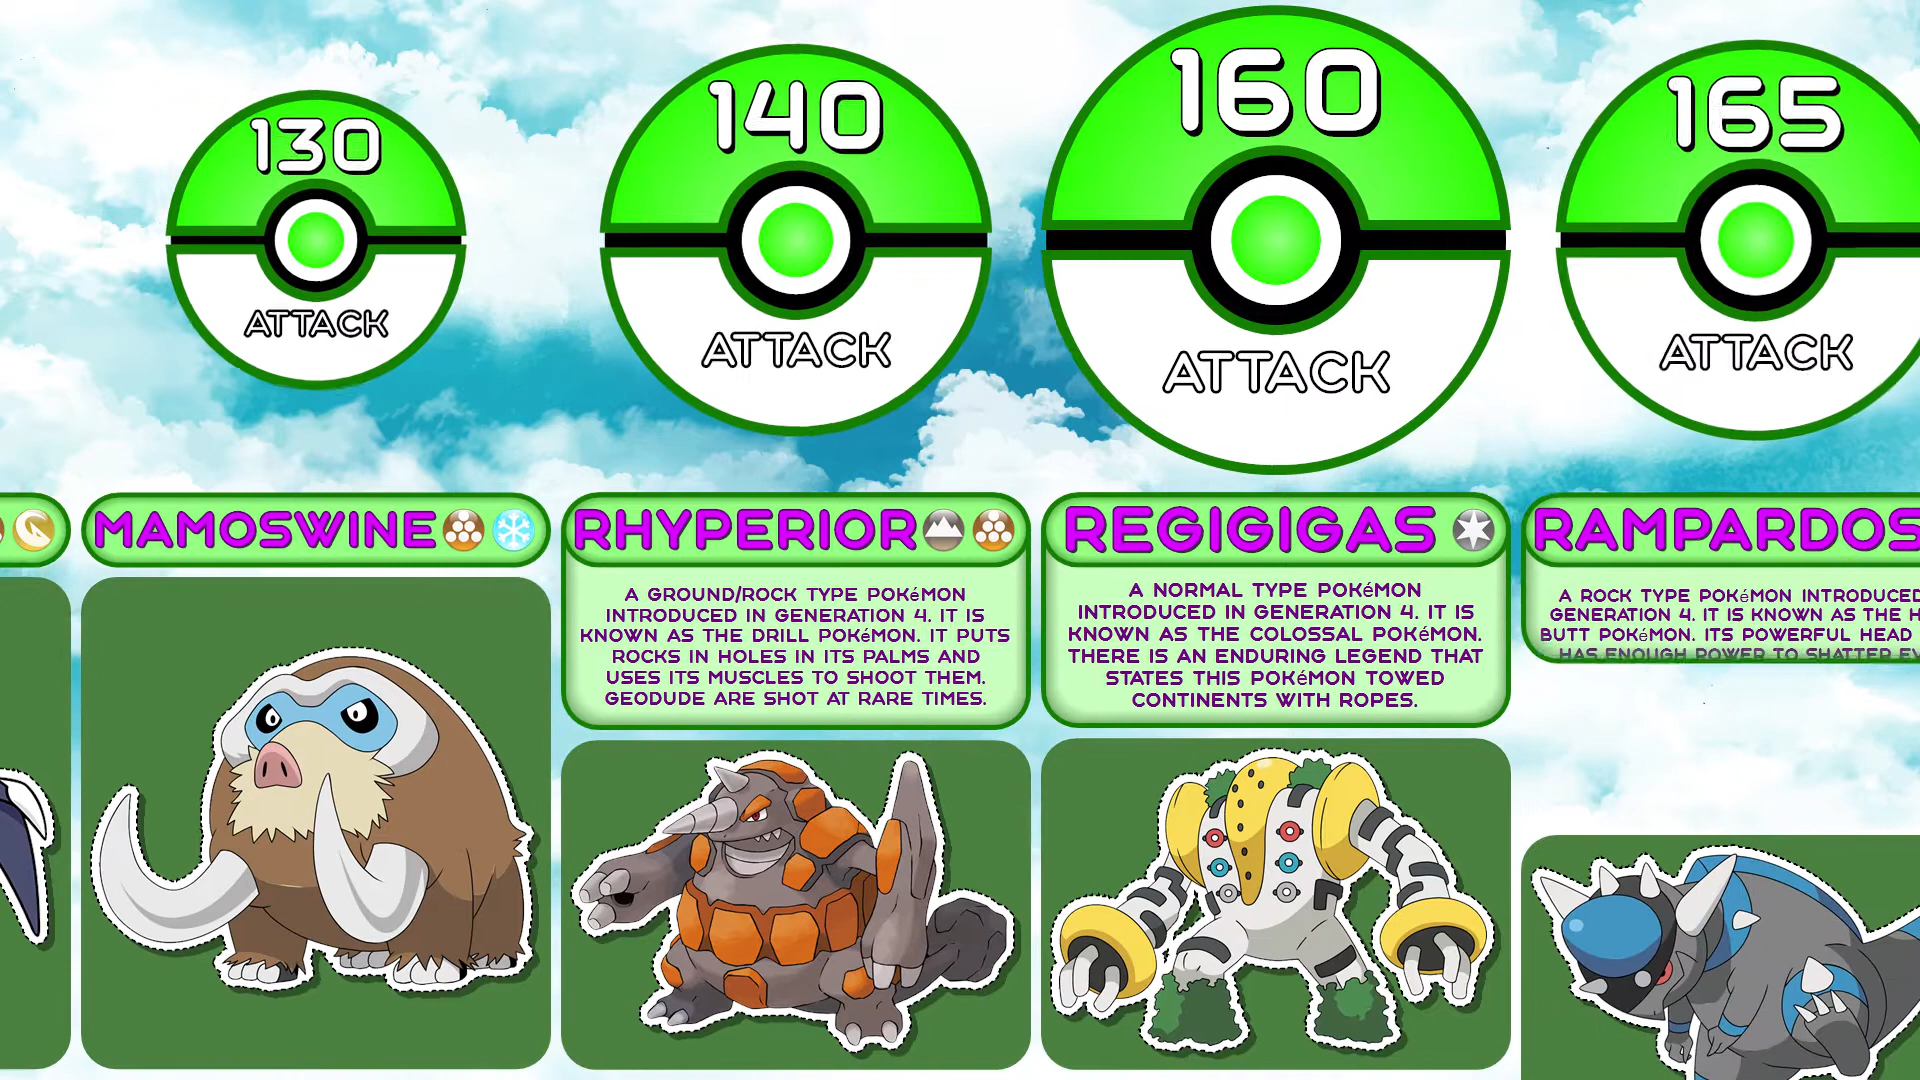 130
ATTACK
140
ATTACK
160
ATTACK
165
ATTACK
MAMOSWINE
RHYPERIOR
A GROUND/ROCK TYPE POKéMON
INTRODUCED IN GENERATION 4. IT IS
KNOWN AS THE DRILL POKéMON. IT PUTS
ROCKS IN HOLES IN ITS PALMS AND
USES ITS MUSCLES TO SHOOT THEM.
GEODUDE ARE SHOT AT RARE TIMES.
REGIGIGAS
A NORMAL TYPE POKéMON
INTRODUCED IN GENERATION 4. IT IS
KNOWN AS THE COLOSSAL POKéMON.
THERE IS AN ENDURING LEGEND THAT
STATES THIS POKéMON TOWED
CONTINENTS WITH ROPES.
RAMPARDOS
A ROCK TYPE POKéMON INTRODUCED
GENERATION 4. IT IS KNOWN AS THE
BUTT POKéMON. ITS POWERFUL HEAD
HAS ENOUGH POWER TO SHATTER